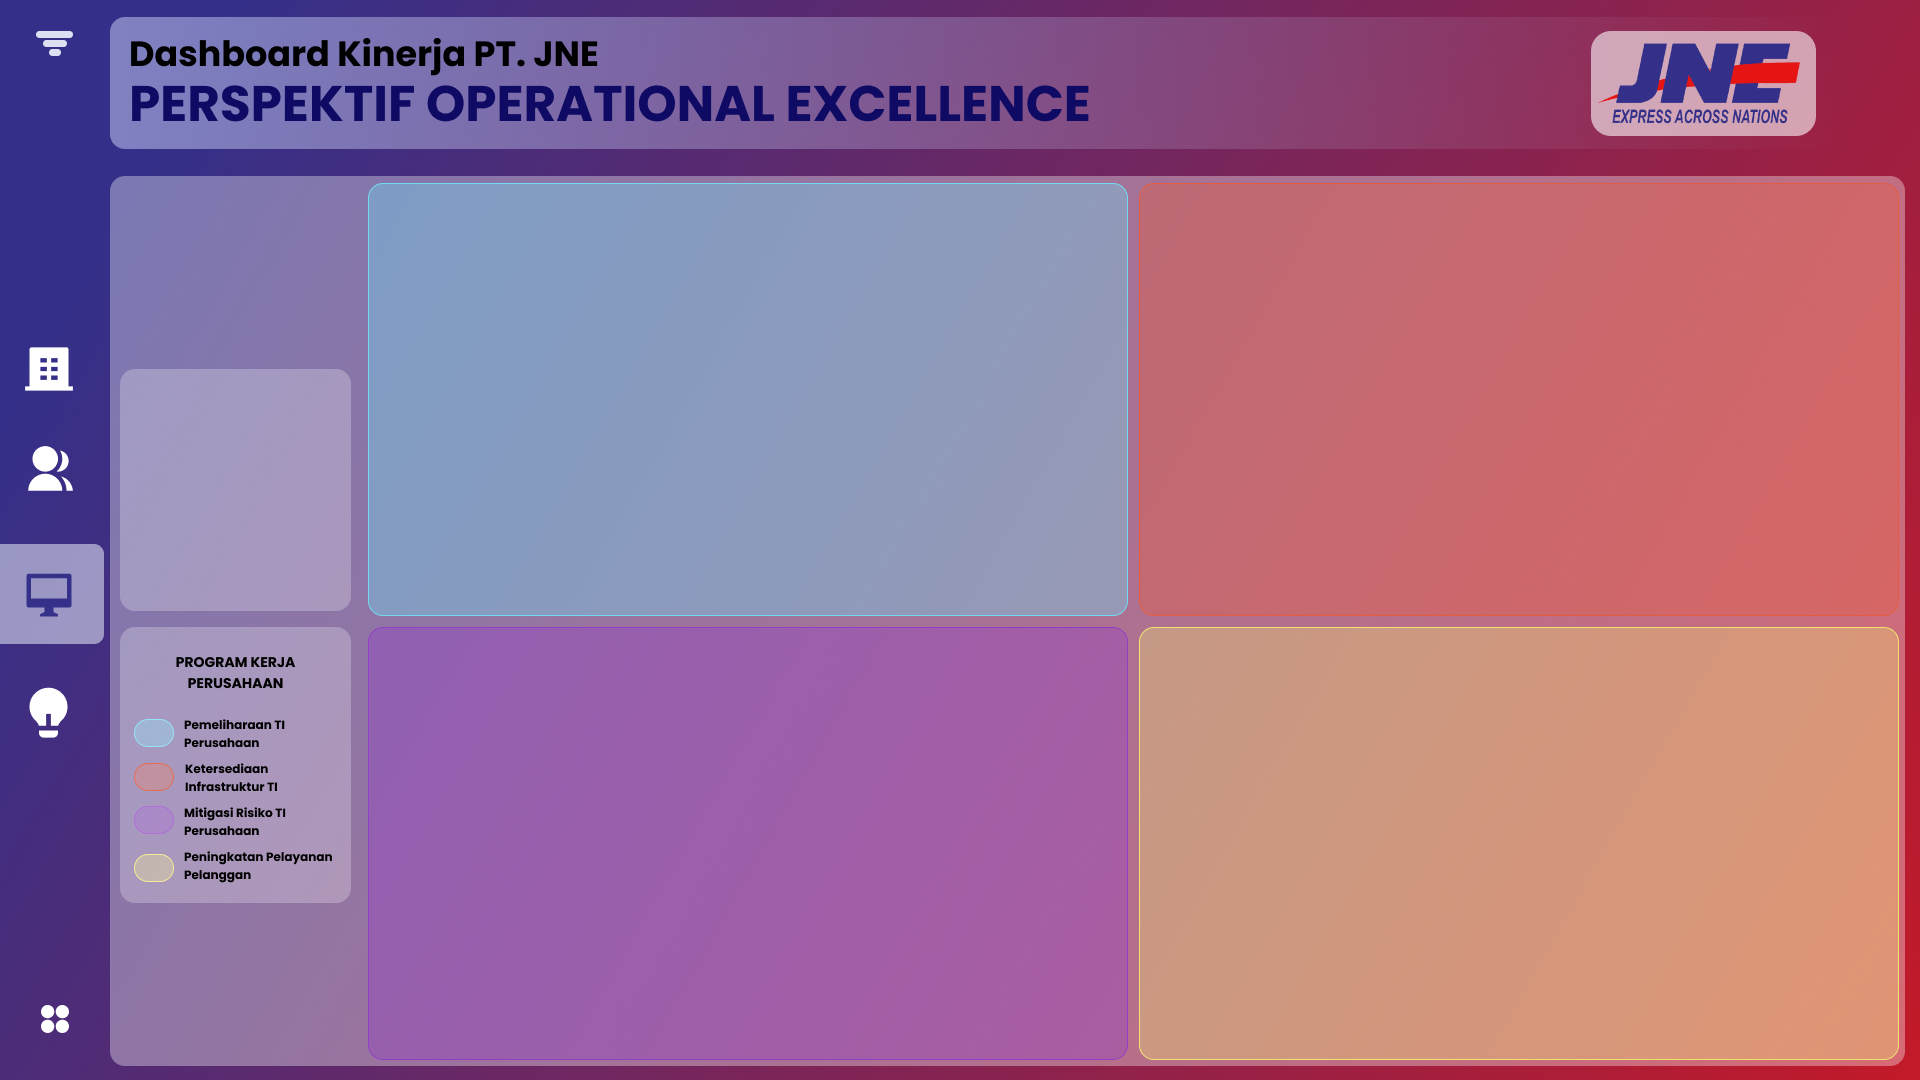 Dashboard Kinerja PT. JNE
PERSPEKTIF OPERATIONAL EXCELLENCE
JNE
EXPRESS ACROSS NATIONS
PROGRAM KERJA
PERUSAHAAN
Pemeliharaan TI
Perusahaan
Ketersediaan
Infrastruktur TI
Mitigasi Risiko TI
Perusahaan
Peningkatan Pelayanan
Pelanggan